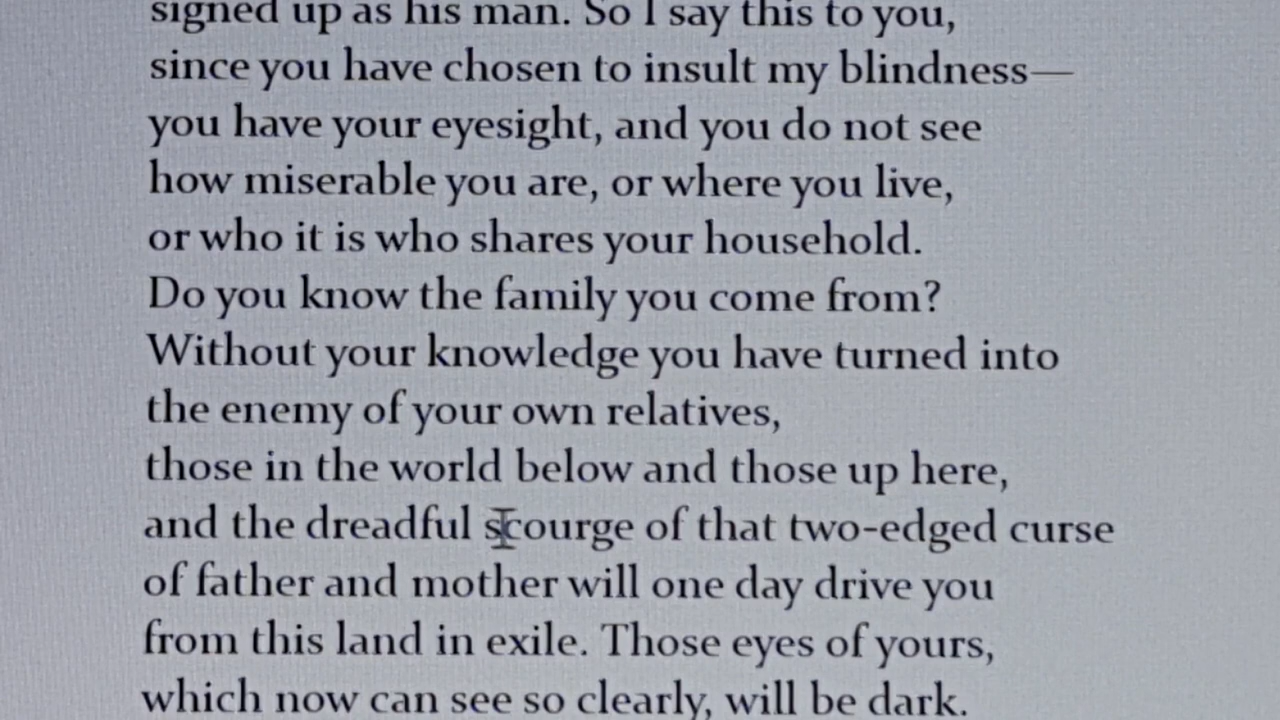 signed up as his man. So I say this to you,
since you have chosen to insult my blindness—
you have your eyesight, and you do not see
how miserable you are, or where you live,
or who it is who shares your household.
Do you know the family you come from?
Without your knowledge you have turned into
the enemy of your own relatives,
those in the world below and those up here,
and the dreadful scourge of that two-edged curse
of father and mother will one day drive you
from this land in exile. Those eyes of yours,
which now can see so clearly, will be dark.